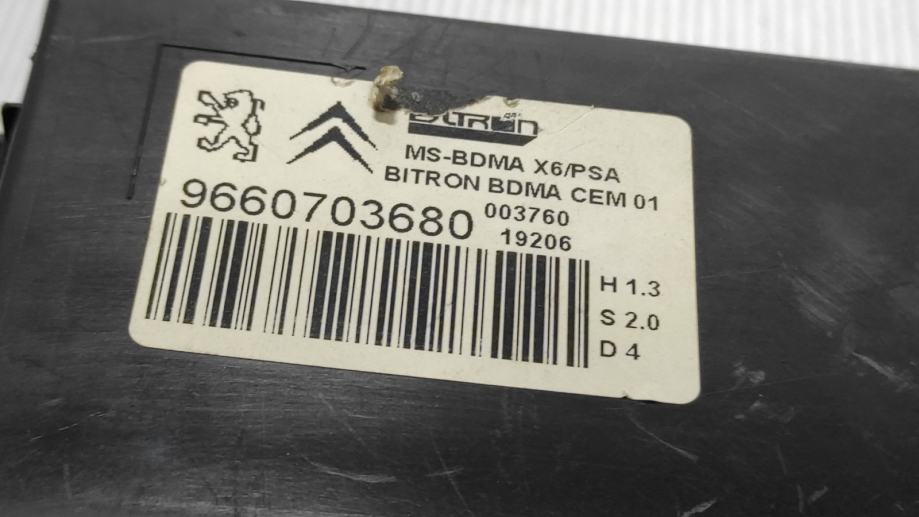 BITRON
MS-BDMA X6/PSA
BITRON BDMA CEM 01
9660703680
003760
19206
H 1.3
S 2.0
D 4